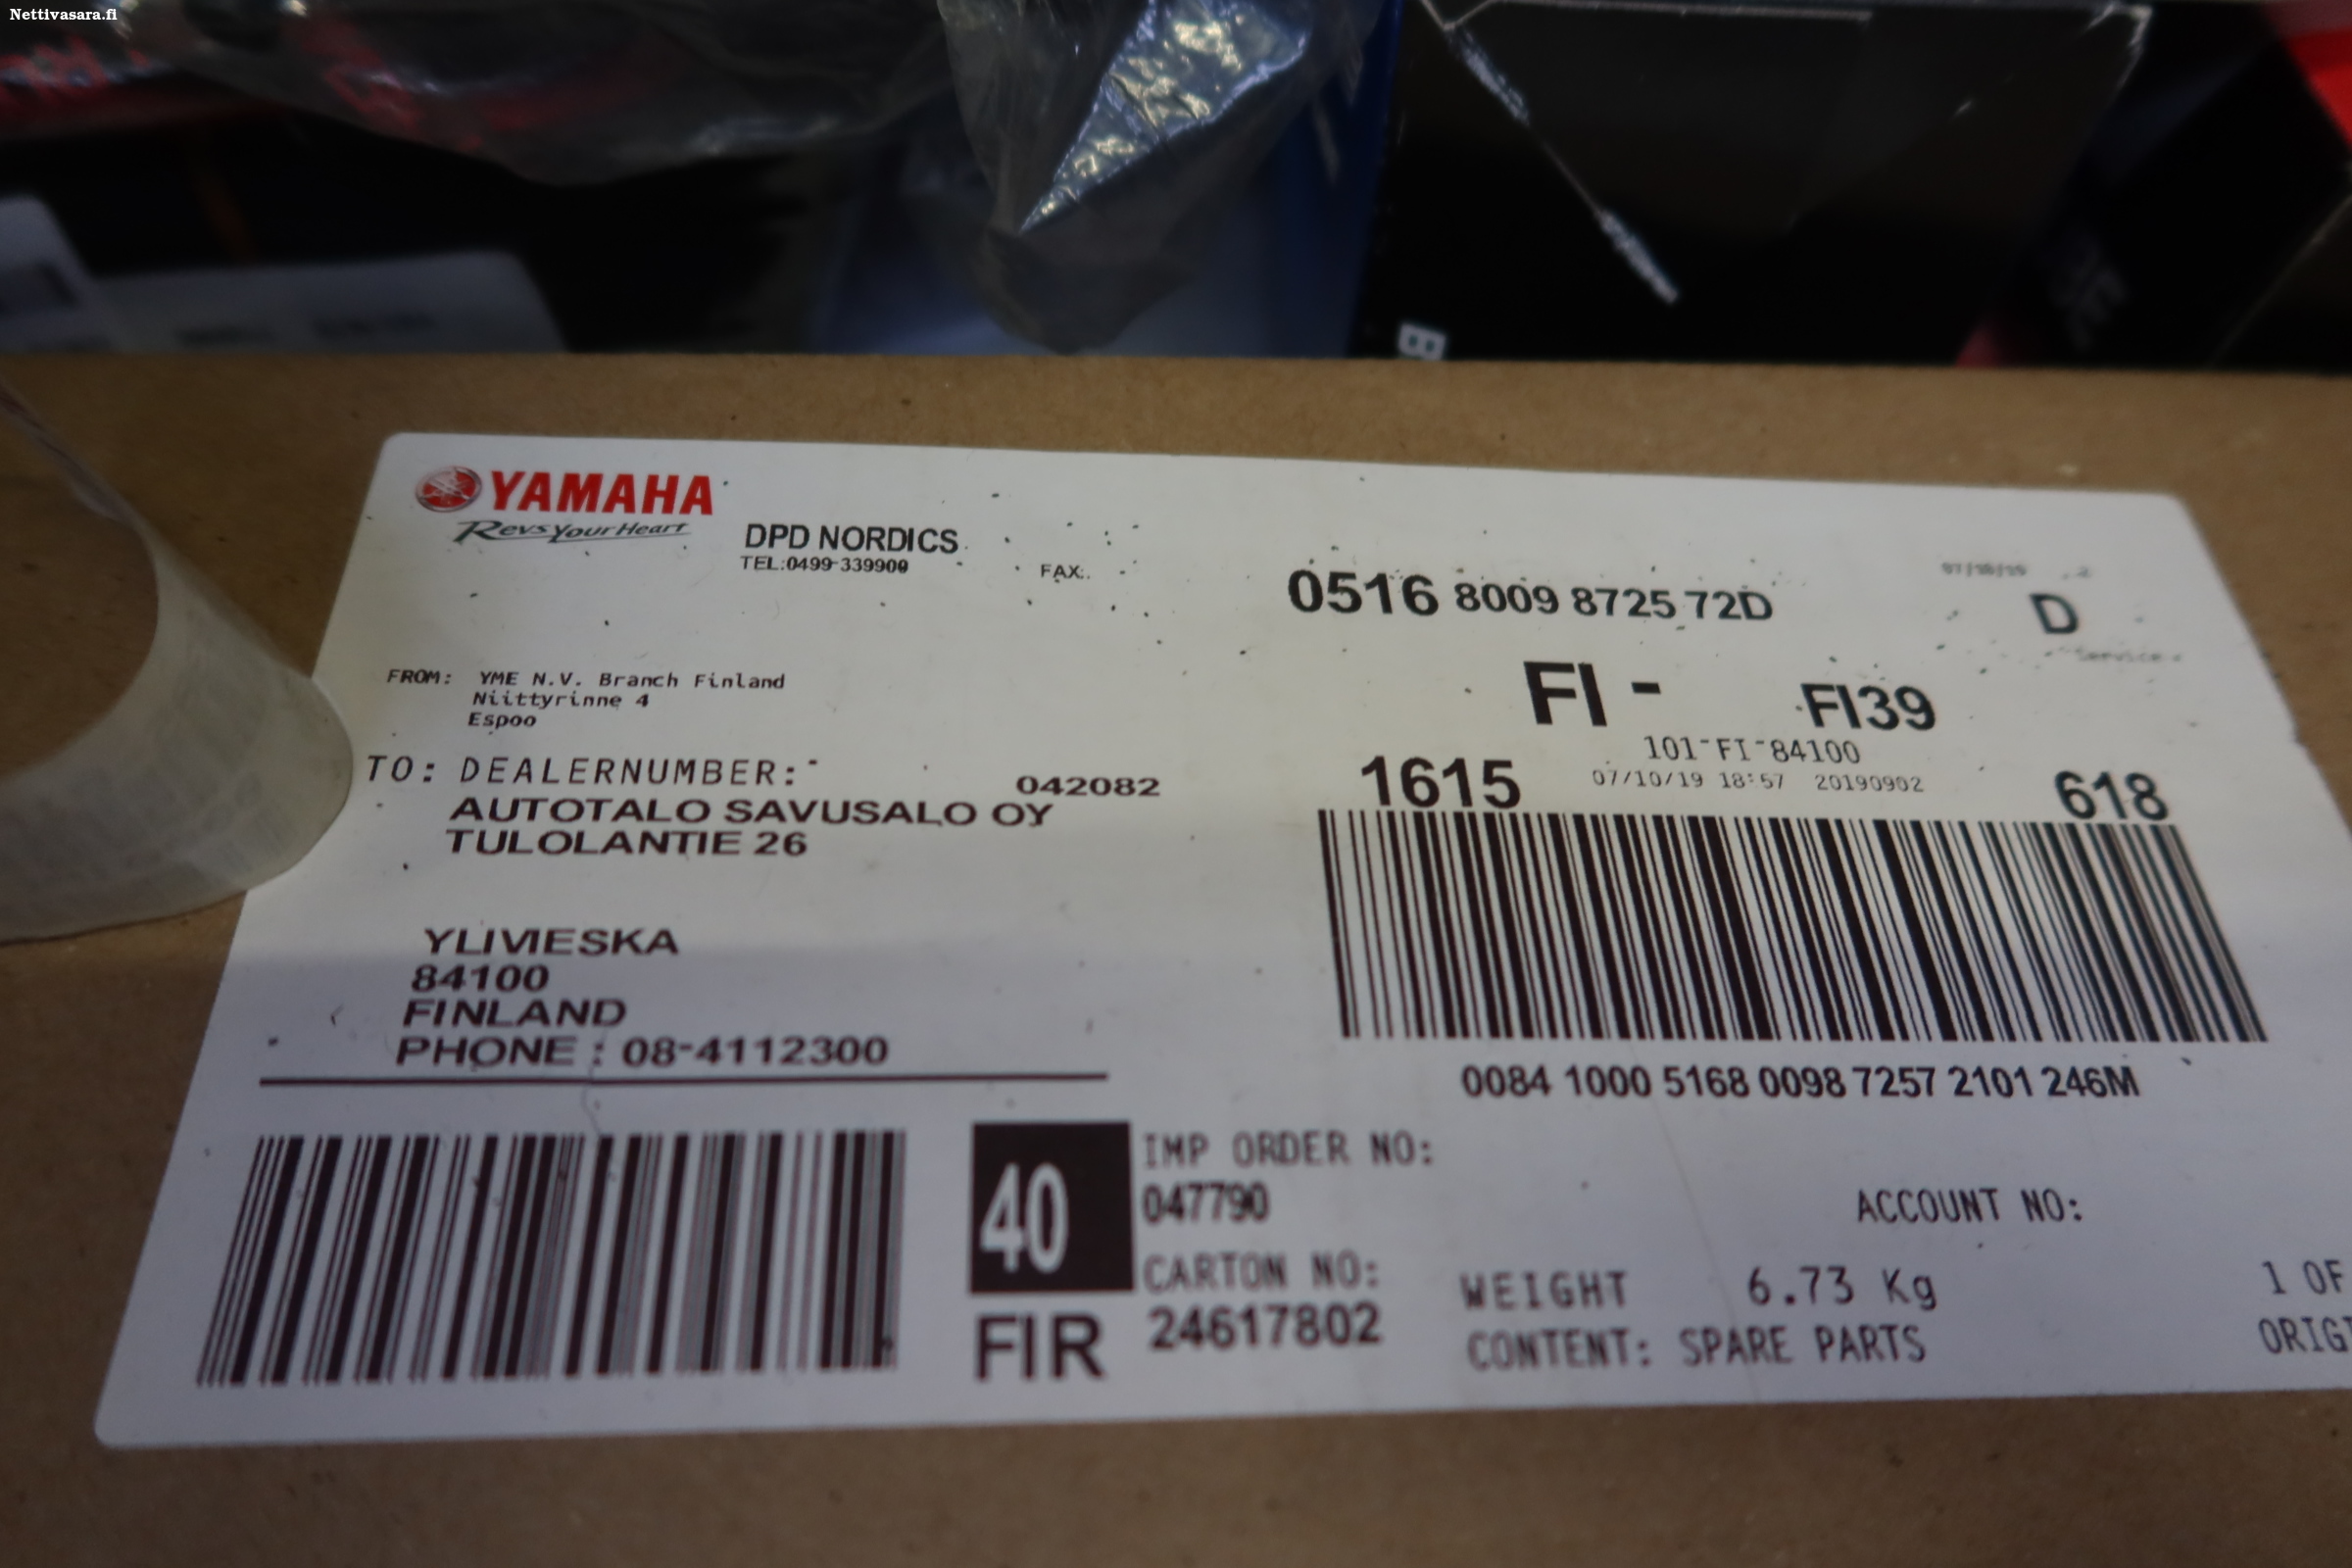 Nettivasara.fi
YAMAHA
Revs Your Heart
DPD NORDICS
TEL:0499-339900
FAX:
0516 8009 8725 72D
D
Service
FROM: YME N.V. Branch Finland
Niittyrinne 4
Espoo
FI - FI39
101-FI-84100
1615 07/10/19 18:57 20190902 618
TO: DEALERNUMBER: 042082
AUTOTALO SAVUSALO OY
TULOLANTIE 26
YLIVIESKA
84100
FINLAND
PHONE : 08-4112300
0084 1000 5168 0098 7257 2101 246M
40
FIR
IMP ORDER NO:
047790
CARTON NO:
24617802
ACCOUNT NO:
WEIGHT 6.73 Kg
CONTENT: SPARE PARTS
1 OF
ORIGI